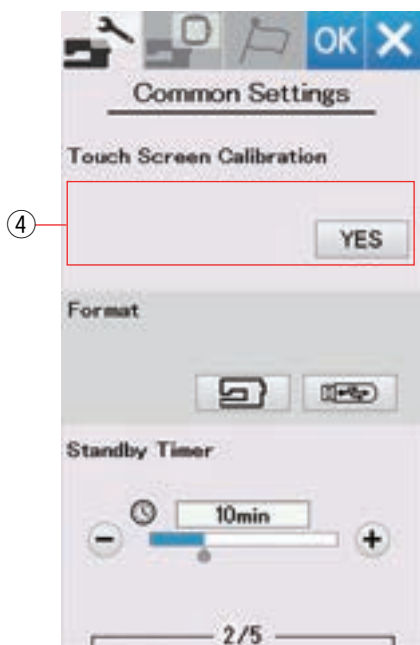 OK
Common Settings
Touch Screen Calibration
④
YES
Format
Standby Timer
10min
2/5